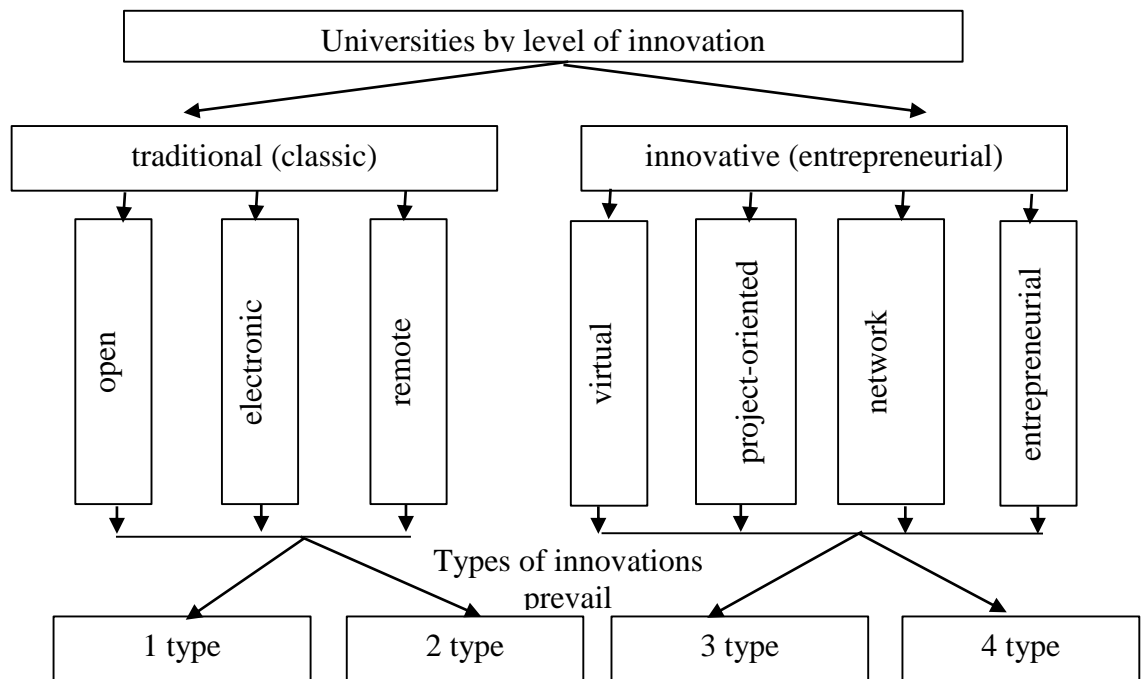 Universities by level of innovation
traditional (classic)
innovative (entrepreneurial)
open
electronic
remote
virtual
project-oriented
network
entrepreneurial
Types of innovations
prevail
1 type
2 type
3 type
4 type